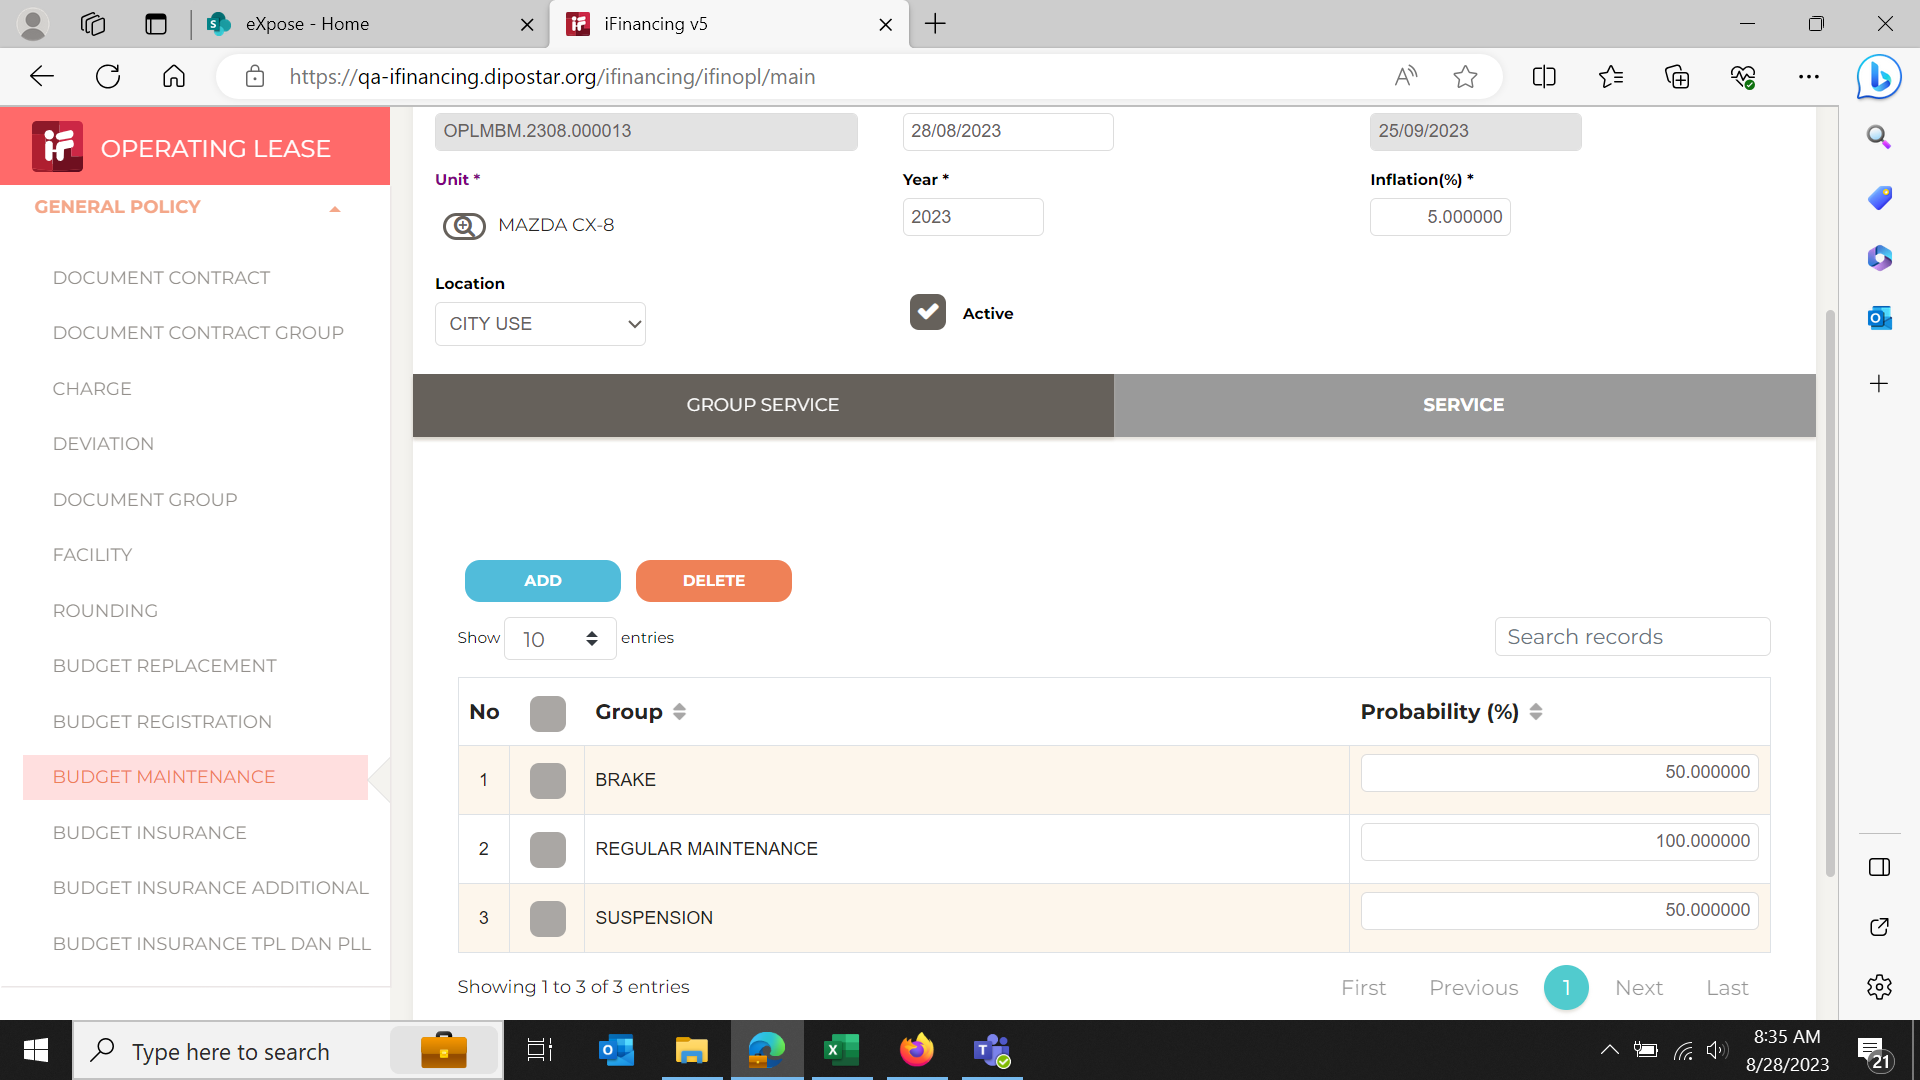 eXpose - Home
iFinancing v5
https://qa-ifinancing.dipostar.org/ifinancing/ifinopl/main
iF OPERATING LEASE
GENERAL POLICY
DOCUMENT CONTRACT
DOCUMENT CONTRACT GROUP
CHARGE
DEVIATION
DOCUMENT GROUP
FACILITY
ROUNDING
BUDGET REPLACEMENT
BUDGET REGISTRATION
BUDGET MAINTENANCE
BUDGET INSURANCE
BUDGET INSURANCE ADDITIONAL
BUDGET INSURANCE TPL DAN PLL
OPLMBM.2308.000013 28/08/2023 25/09/2023
Unit * Year * Inflation(%) *
MAZDA CX-8 2023 5.000000
Location
CITY USE Active
GROUP SERVICE SERVICE
ADD DELETE
Show 10 entries Search records
No Group Probability (%)
1 BRAKE 50.000000
2 REGULAR MAINTENANCE 100.000000
3 SUSPENSION 50.000000
Showing 1 to 3 of 3 entries First Previous 1 Next Last
Type here to search
8:35 AM
8/28/2023
21